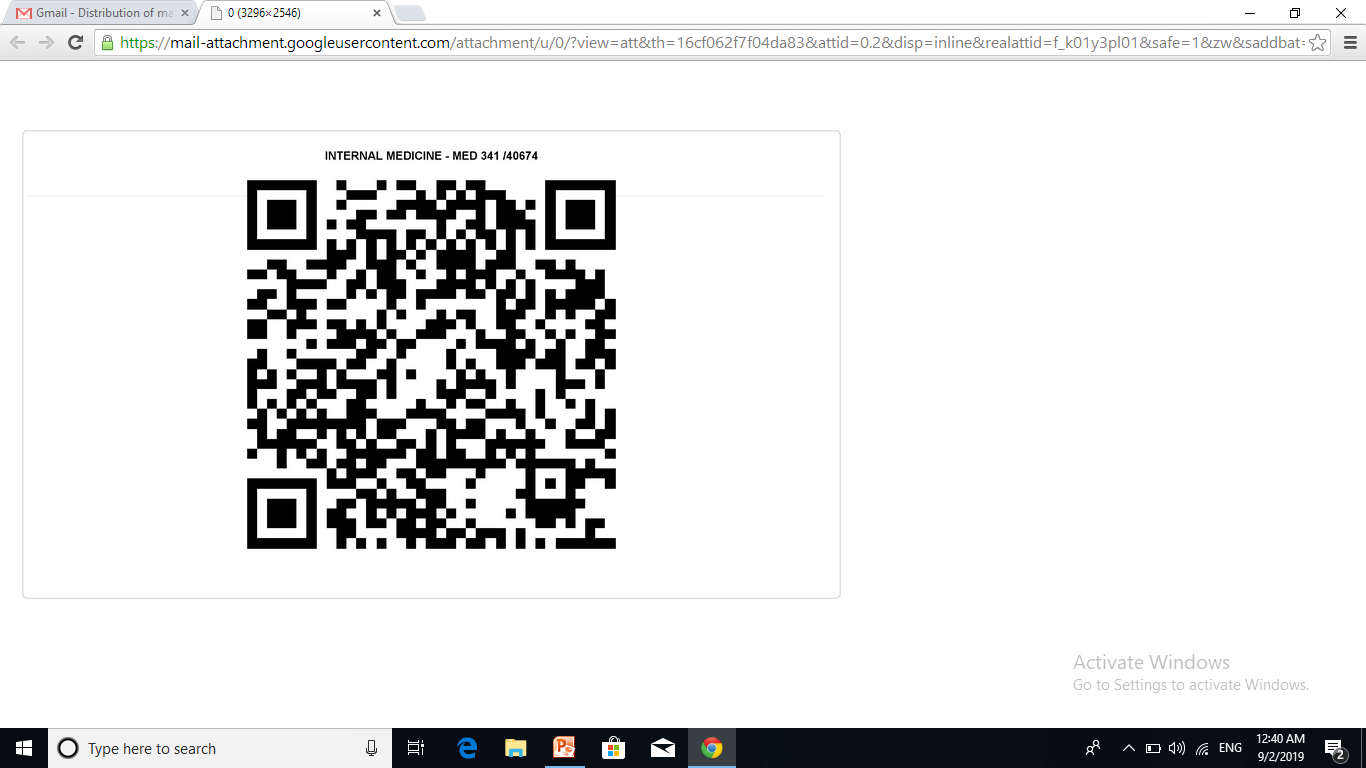 Gmail - Distribution of ma
0 (3296×2546)
https://mail-attachment.googleusercontent.com/attachment/u/0/?view=att&th=16cf062f7f04da83&attid=0.2&disp=inline&realattid=f_k01y3pl01&safe=1&zw&saddbat=
INTERNAL MEDICINE - MED 341 /40674
Activate Windows
Go to Settings to activate Windows.
Type here to search
ENG
12:40 AM
9/2/2019
2